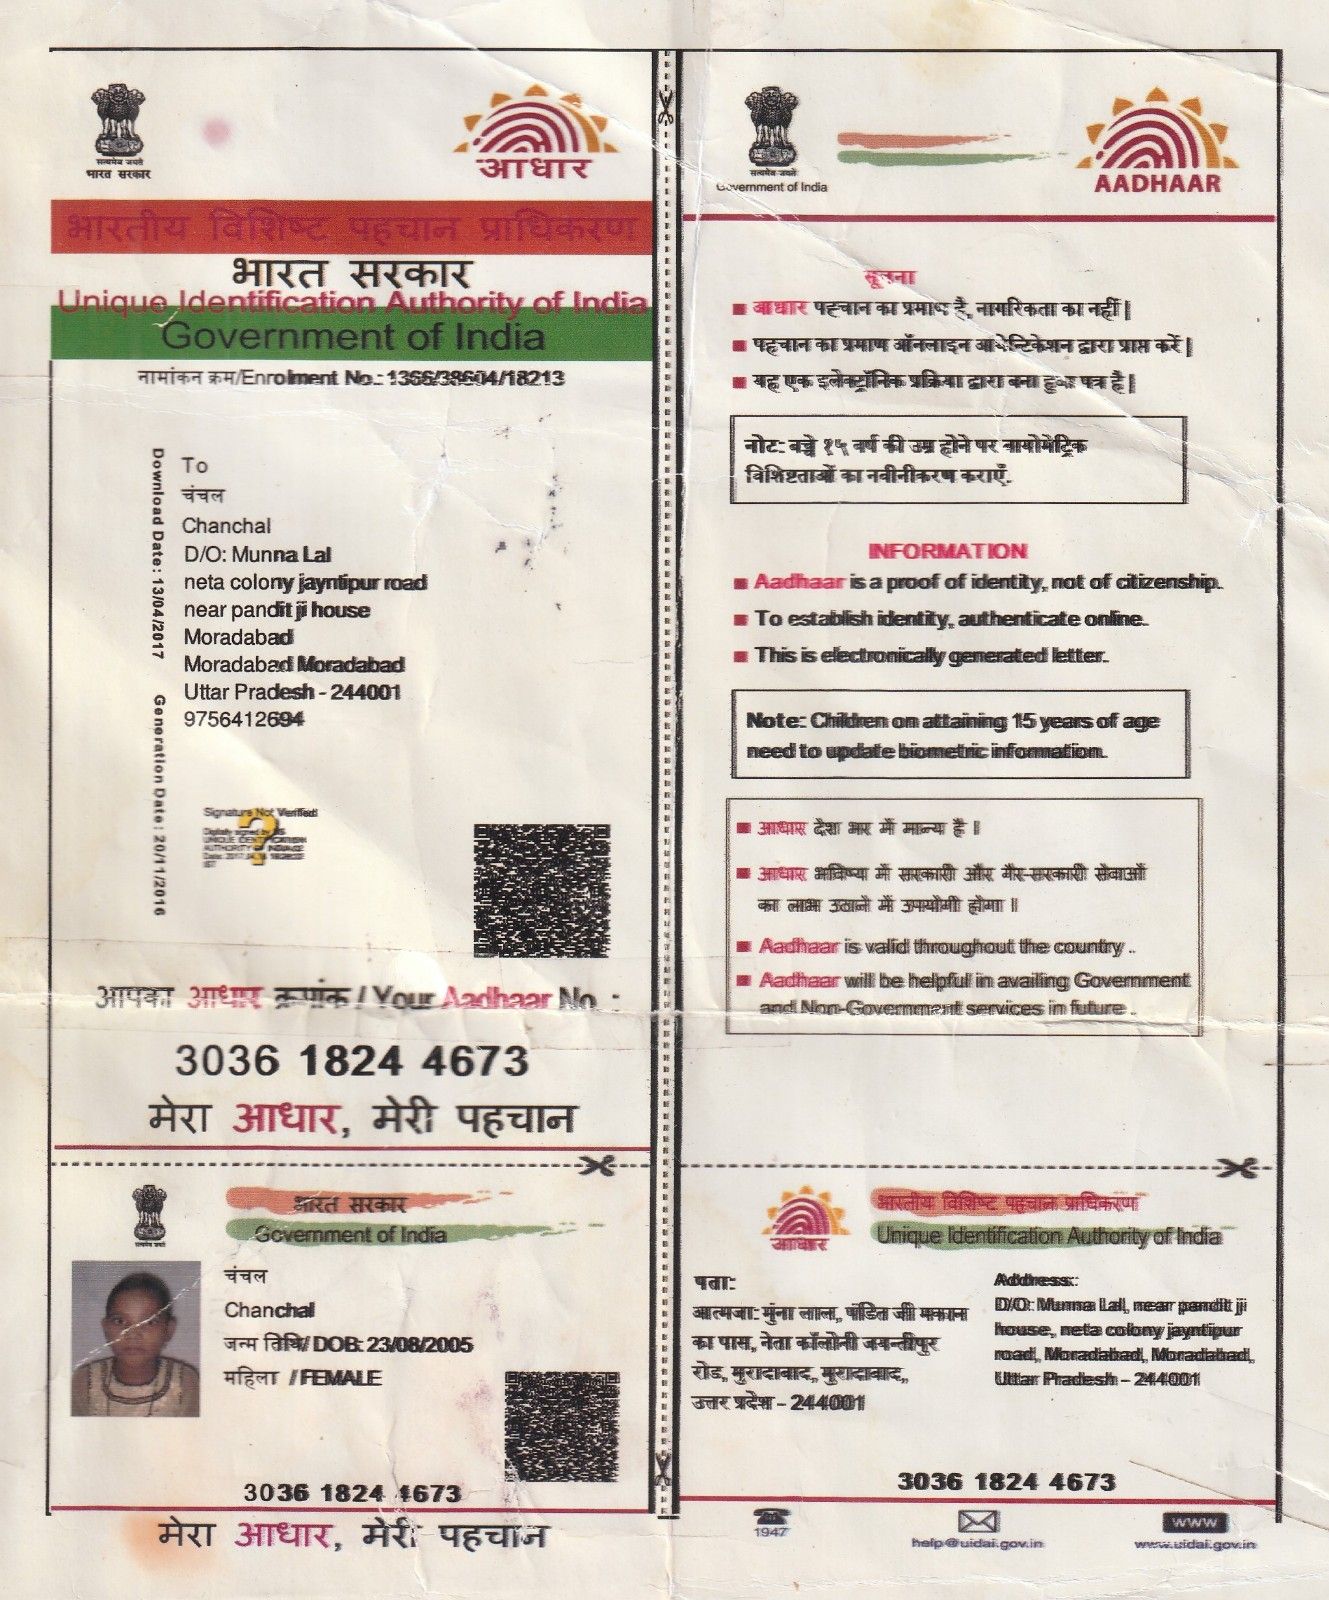 सत्यमेव जयते
भारत सरकार
आधार
भारतीय विशिष्ट पहचान प्राधिकरण
भारत सरकार
Unique Identification Authority of India
Government of India
नामांकन क्रम/Enrolment No.: 1366/38604/18213
Download Date: 13/04/2017
Generation Date: 20/11/2016
To
चंचल
Chanchal
D/O: Munna Lal
neta colony jayntipur road
near pandit ji house
Moradabad
Moradabad Moradabad
Uttar Pradesh - 244001
9756412694
Signature Not Verified
आपका आधार क्रमांक / Your Aadhaar No. :
3036 1824 4673
मेरा आधार, मेरी पहचान
सत्यमेव जयते
Government of India
AADHAAR
सूचना
आधार पहचान का प्रमाण है, नागरिकता का नहीं |
पहचान का प्रमाण ऑनलाइन आथेन्टिकेशन द्वारा प्राप्त करें |
यह एक इलेक्ट्रॉनिक प्रक्रिया द्वारा बना हुआ पत्र है |
नोट: बच्चे १५ वर्ष की उम्र होने पर बायोमेट्रिक
विशिष्टताओं का नवीनीकरण कराएँ.
INFORMATION
Aadhaar is a proof of identity, not of citizenship.
To establish identity, authenticate online.
This is electronically generated letter.
Note: Children on attaining 15 years of age
need to update biometric information.
आधार देश भर में मान्य है ।
आधार भविष्य में सरकारी और गैर-सरकारी सेवाओं
का लाभ उठाने में उपयोगी होगा ।
Aadhaar is valid throughout the country .
Aadhaar will be helpful in availing Government
and Non-Government services in future .
सत्यमेव जयते
भारत सरकार
Government of India
चंचल
Chanchal
जन्म तिथि/ DOB: 23/08/2005
महिला / FEMALE
3036 1824 4673
मेरा आधार, मेरी पहचान
आधार
भारतीय विशिष्ट पहचान प्राधिकरण
Unique Identification Authority of India
पता:
आत्मजा: मुंना लाल, पंडित जी मकान
का पास, नेता कॉलोनी जयन्तीपुर
रोड, मुरादाबाद, मुरादाबाद,
उत्तर प्रदेश - 244001
Address:
D/O: Munna Lal, near pandit ji
house, neta colony jayntipur
road, Moradabad, Moradabad,
Uttar Pradesh - 244001
3036 1824 4673
1947
help@uidai.gov.in
www
www.uidai.gov.in